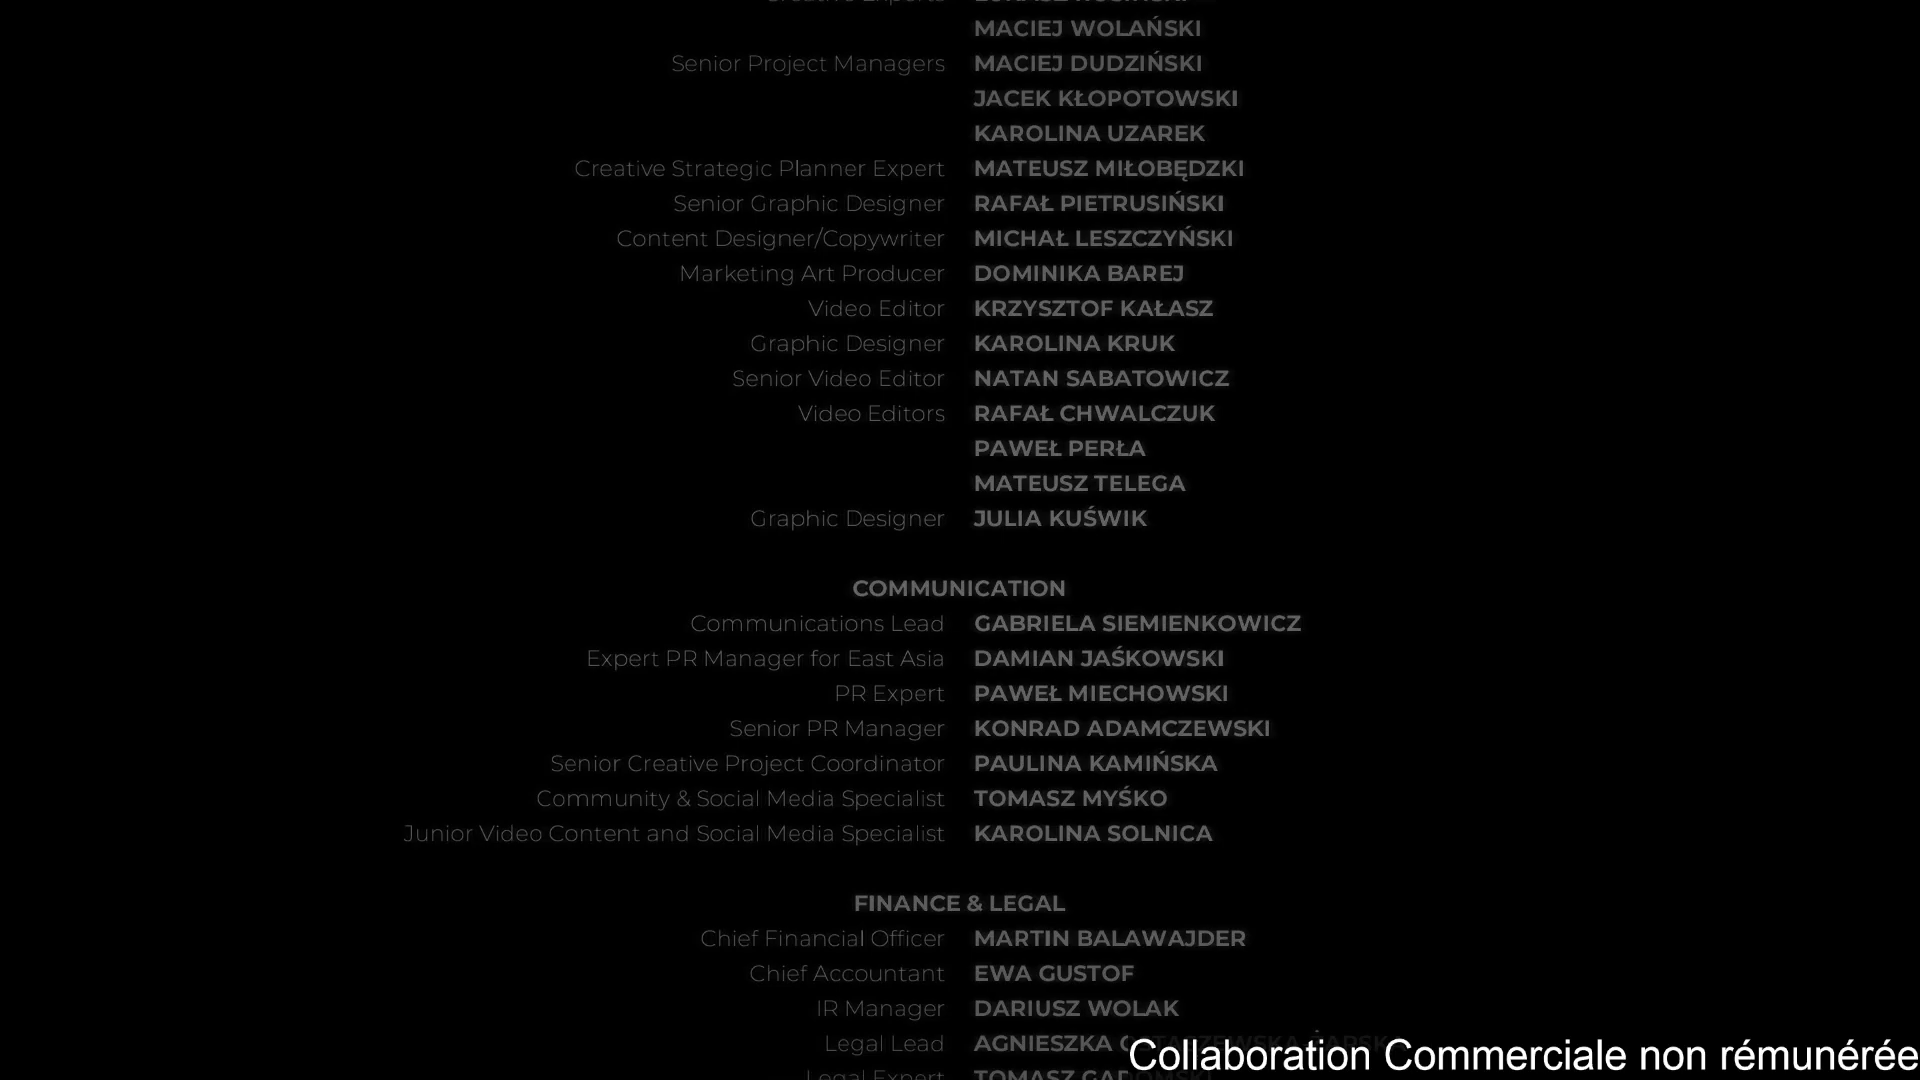 MACIEJ WOLAŃSKI
Senior Project Managers MACIEJ DUDZIŃSKI
JACEK KŁOPOTOWSKI
KAROLINA UZAREK
Creative Strategic Planner Expert MATEUSZ MIŁOBĘDZKI
Senior Graphic Designer RAFAŁ PIETRUSIŃSKI
Content Designer/Copywriter MICHAŁ LESZCZYŃSKI
Marketing Art Producer DOMINIKA BAREJ
Video Editor KRZYSZTOF KAŁASZ
Graphic Designer KAROLINA KRUK
Senior Video Editor NATAN SABATOWICZ
Video Editors RAFAŁ CHWALCZUK
PAWEŁ PERŁA
MATEUSZ TELEGA
Graphic Designer JULIA KUŚWIK
COMMUNICATION
Communications Lead GABRIELA SIEMIENKOWICZ
Expert PR Manager for East Asia DAMIAN JAŚKOWSKI
PR Expert PAWEŁ MIECHOWSKI
Senior PR Manager KONRAD ADAMCZEWSKI
Senior Creative Project Coordinator PAULINA KAMIŃSKA
Community & Social Media Specialist TOMASZ MYŚKO
Junior Video Content and Social Media Specialist KAROLINA SOLNICA
FINANCE & LEGAL
Chief Financial Officer MARTIN BALAWAJDER
Chief Accountant EWA GUSTOF
IR Manager DARIUSZ WOLAK
Legal Lead AGNIESZKA
Legal Expert TOMASZ
Collaboration Commerciale non rémunérée